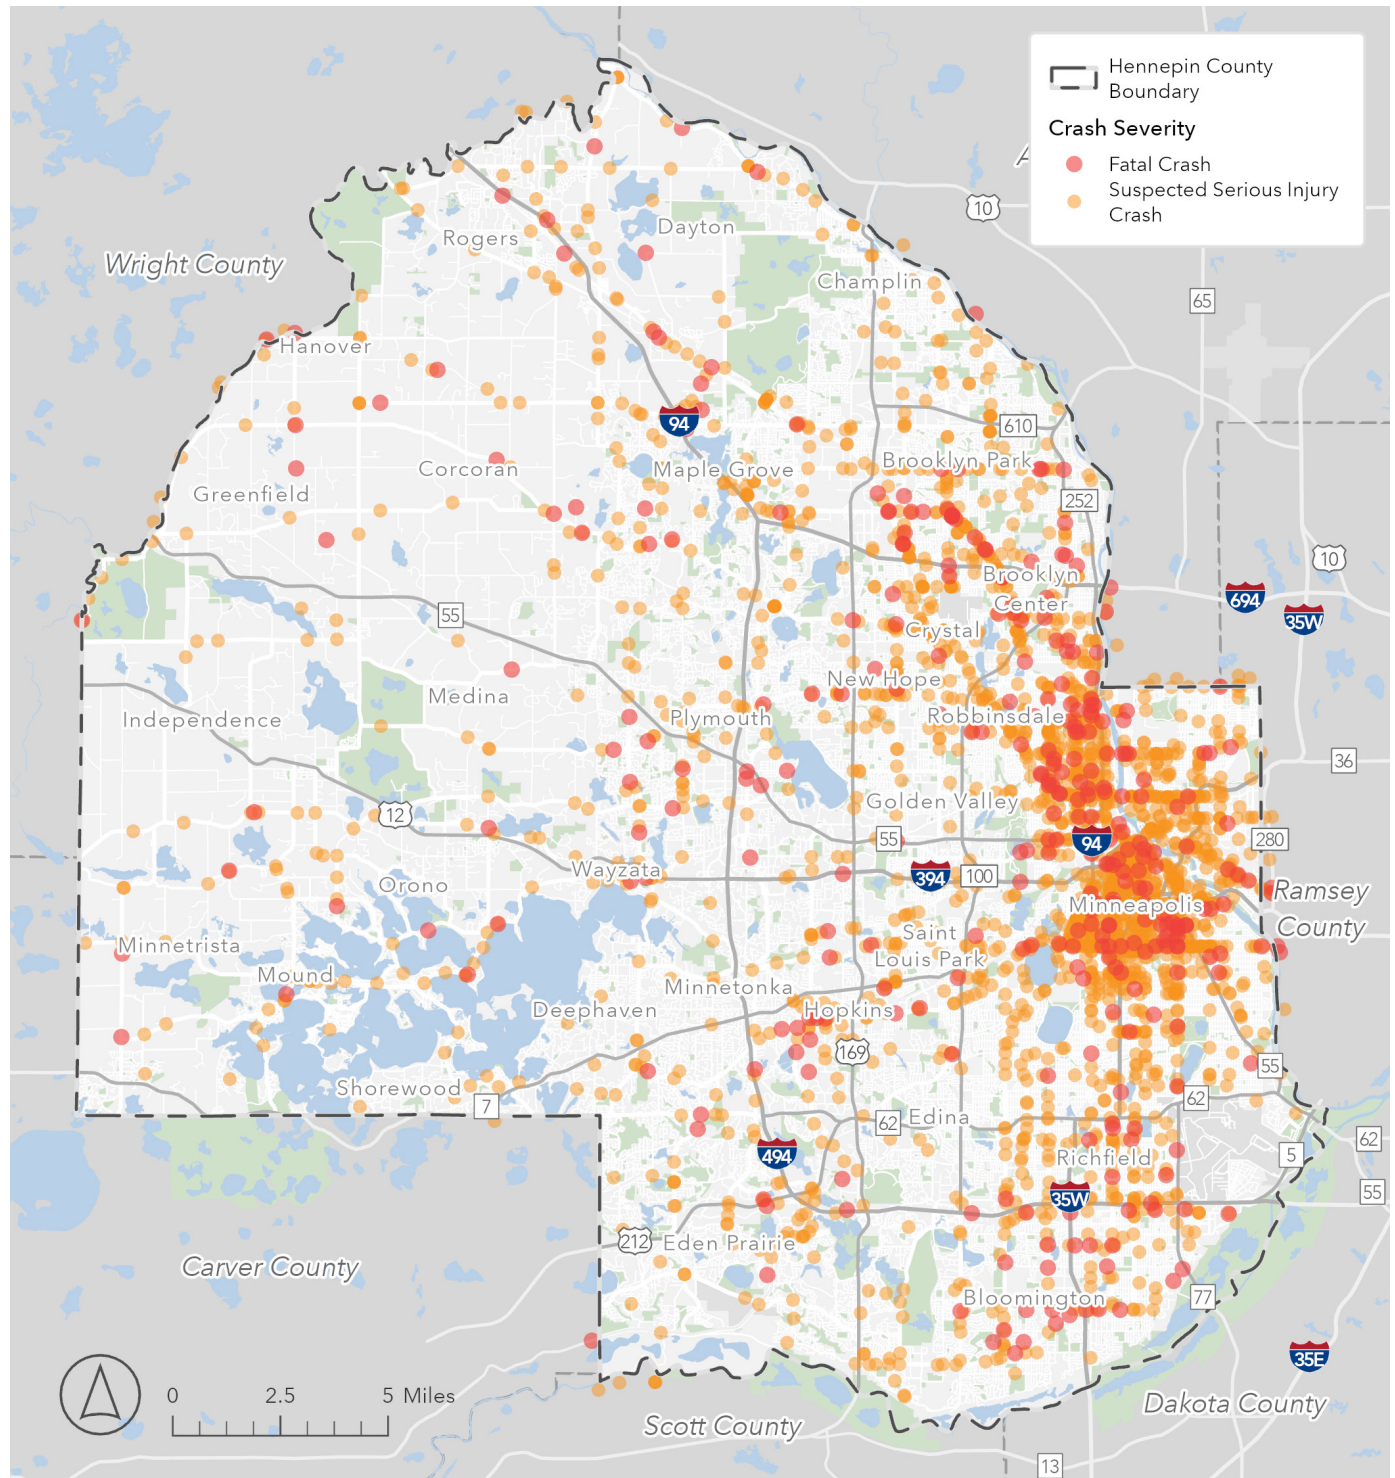 Hennepin County
Boundary
Crash Severity
Fatal Crash
Suspected Serious Injury
Crash
A
10
Dayton
Rogers
Wright County
Champlin
65
Hanover
94
610
Brooklyn Park
Corcoran
Maple Grove
Greenfield
252
10
Brooklyn
Center
694
35W
55
Crystal
New Hope
Medina
Independence
Plymouth
Robbinsdale
36
Golden Valley
12
55
94
280
Wayzata
394
100
Orono
Ramsey
County
Minneapolis
Minnetrista
Saint
Louis Park
Mound
Minnetonka
Deephaven
Hopkins
169
55
Shorewood
7
62
62
Edina
62
494
Richfield
5
35W
55
212
Eden Prairie
Carver County
Bloomington
77
35E
0
2.5
5 Miles
Scott County
Dakota County
13